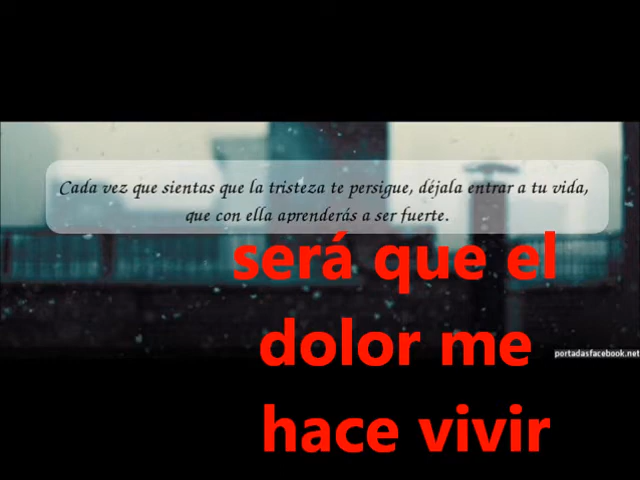 Cada vez que sientas que la tristeza te persigue, déjala entrar a tu vida,
que con ella aprenderás a ser fuerte.
será que el
dolor me
hace vivir
portadasfacebook.net